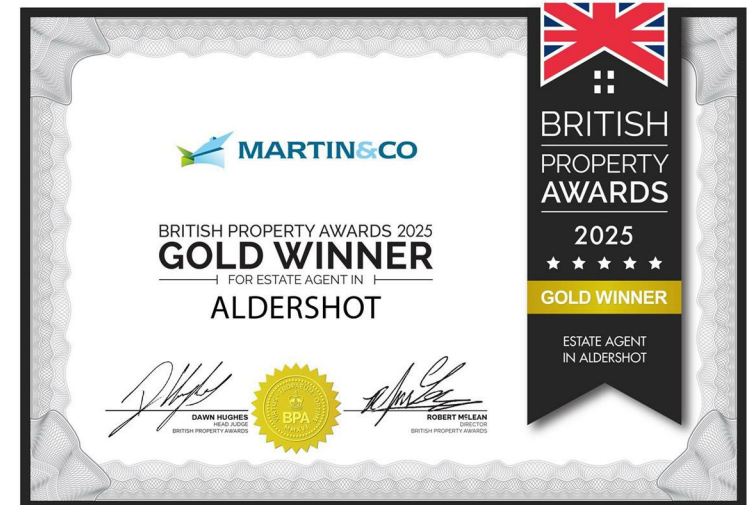 MARTIN&CO
BRITISH PROPERTY AWARDS 2025
GOLD WINNER
FOR ESTATE AGENT IN
ALDERSHOT
DAWN HUGHES
HEAD JUDGE
BRITISH PROPERTY AWARDS
BPA
ROBERT McLEAN
DIRECTOR
BRITISH PROPERTY AWARDS
BRITISH
PROPERTY
AWARDS
2025
GOLD WINNER
ESTATE AGENT
IN ALDERSHOT